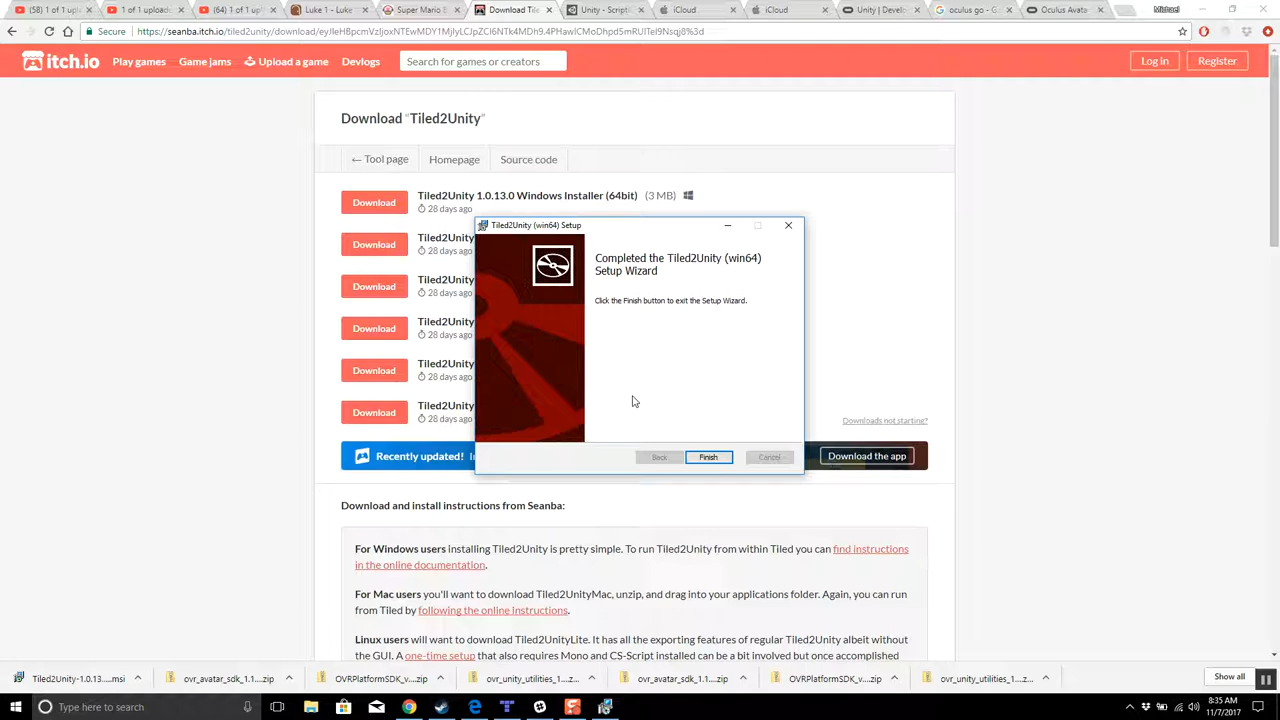 (58) 1 of 1 upload
1 of 1 uploads
(64) 1 of 1 up
Luke 1 - Luke
Super Mario B
Download Tile
Unity - Script
iCloud
iCloud
Unity | Develo
oculus go - G
Oculus Avata
Michael
Secure
https://seanba.itch.io/tiled2unity/download/
itch.io
Play games
Game jams
Upload a game
Devlogs
Search for games or creators
Log in
Register
Download "Tiled2Unity"
← Tool page
Homepage
Source code
Download
Tiled2Unity 1.0.13.0 Windows Installer (64bit) (3 MB)
28 days ago
Download
Tiled2Unity
28 days ago
Download
Tiled2Unity
28 days ago
Download
Tiled2Unity
28 days ago
Download
Tiled2Unity
28 days ago
Download
Tiled2Unity
28 days ago
Tiled2Unity (win64) Setup
Completed the Tiled2Unity (win64)
Setup Wizard
Click the Finish button to exit the Setup Wizard.
Back
Finish
Cancel
Downloads not starting?
Recently updated!
Download the app
Download and install instructions from Seanba:
For Windows users installing Tiled2Unity is pretty simple. To run Tiled2Unity from within Tiled you can find instructions
in the online documentation.
For Mac users you'll want to download Tiled2UnityMac, unzip, and drag into your applications folder. Again, you can run
from Tiled by following the online instructions.
Linux users will want to download Tiled2UnityLite. It has all the exporting features of regular Tiled2Unity albeit without
the GUI. A one-time setup that also requires Mono and CS-Script installed can be a bit involved but once accomplished
Tiled2Unity-1.0.13....msi
ovr_avatar_sdk_1.1...zip
OVRPlatformSDK_v....zip
ovr_unity_utilities_1....z...
ovr_avatar_sdk_1.1....zip
OVRPlatformSDK_v....zip
ovr_unity_utilities_1....z...
Show all
Type here to search
8:35 AM
11/7/2017